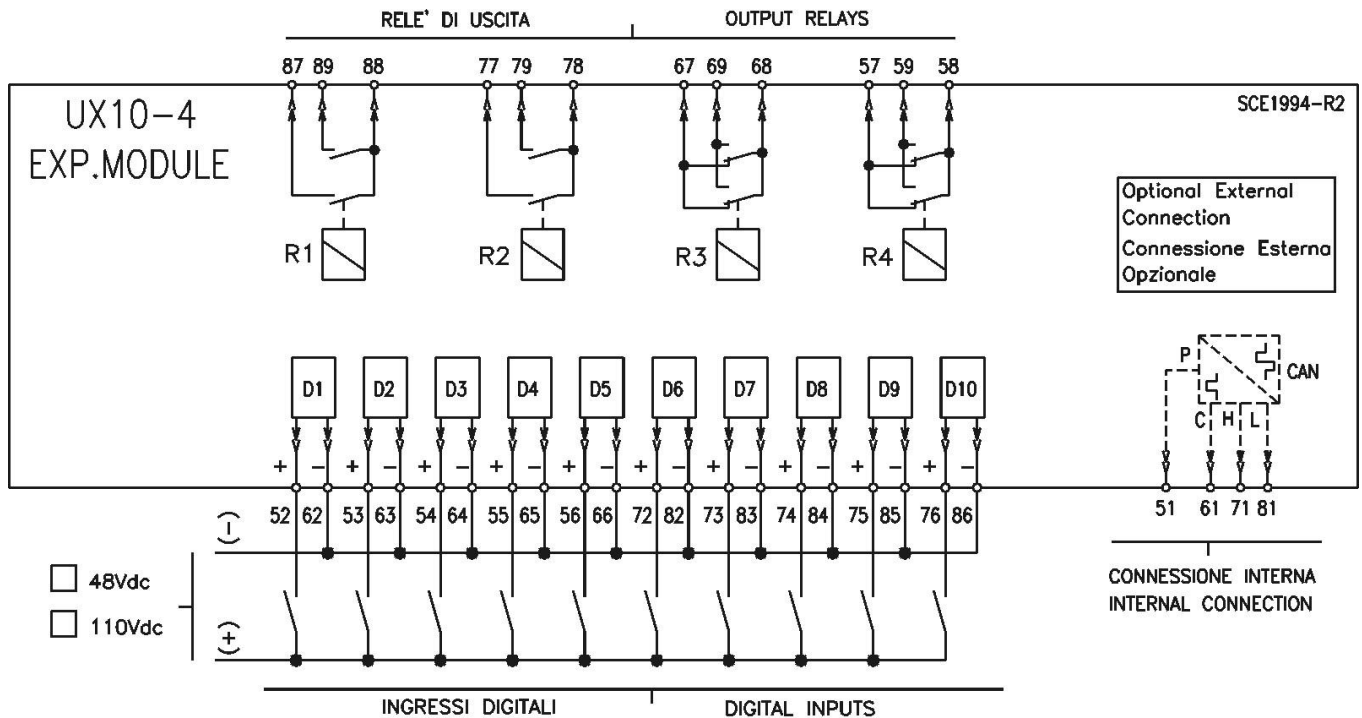 RELE' DI USCITA OUTPUT RELAYS
87 89 88 77 79 78 67 69 68 57 59 58
UX10-4
EXP.MODULE
SCE1994-R2
Optional External
Connection
Connessione Esterna
Opzionale
R1 R2 R3 R4
D1 D2 D3 D4 D5 D6 D7 D8 D9 D10
P CAN
C H L
+ - + - + - + - + - + - + - + - + - + -
52 62 53 63 54 64 55 65 56 66 72 82 73 83 74 84 75 85 76 86
51 61 71 81
(-)
48Vdc
110Vdc
(+)
CONNESSIONE INTERNA
INTERNAL CONNECTION
INGRESSI DIGITALI DIGITAL INPUTS